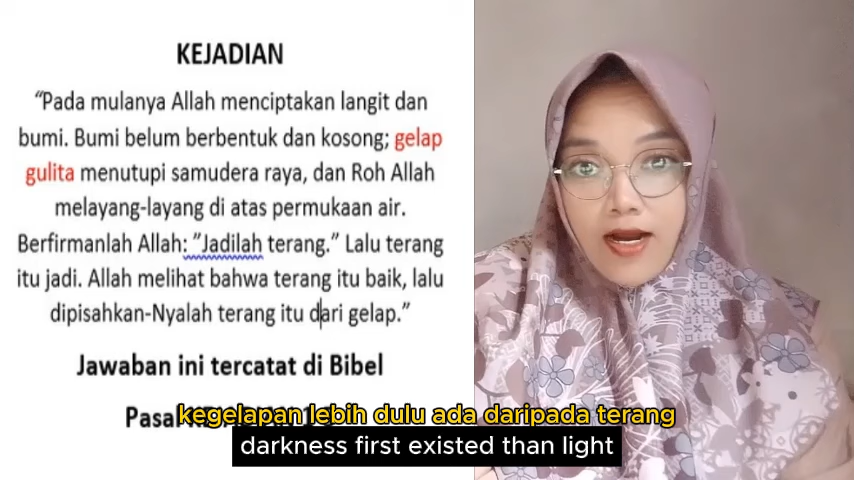 KEJADIAN
“Pada mulanya Allah menciptakan langit dan
bumi. Bumi belum berbentuk dan kosong; gelap
gulita menutupi samudera raya, dan Roh Allah
melayang-layang di atas permukaan air.
Berfirmanlah Allah: ”Jadilah terang.” Lalu terang
itu jadi. Allah melihat bahwa terang itu baik, lalu
dipisahkan-Nyalah terang itu dari gelap.”
Jawaban ini tercatat di Bibel
Pasal
kegelapan lebih dulu ada daripada terang
darkness first existed than light